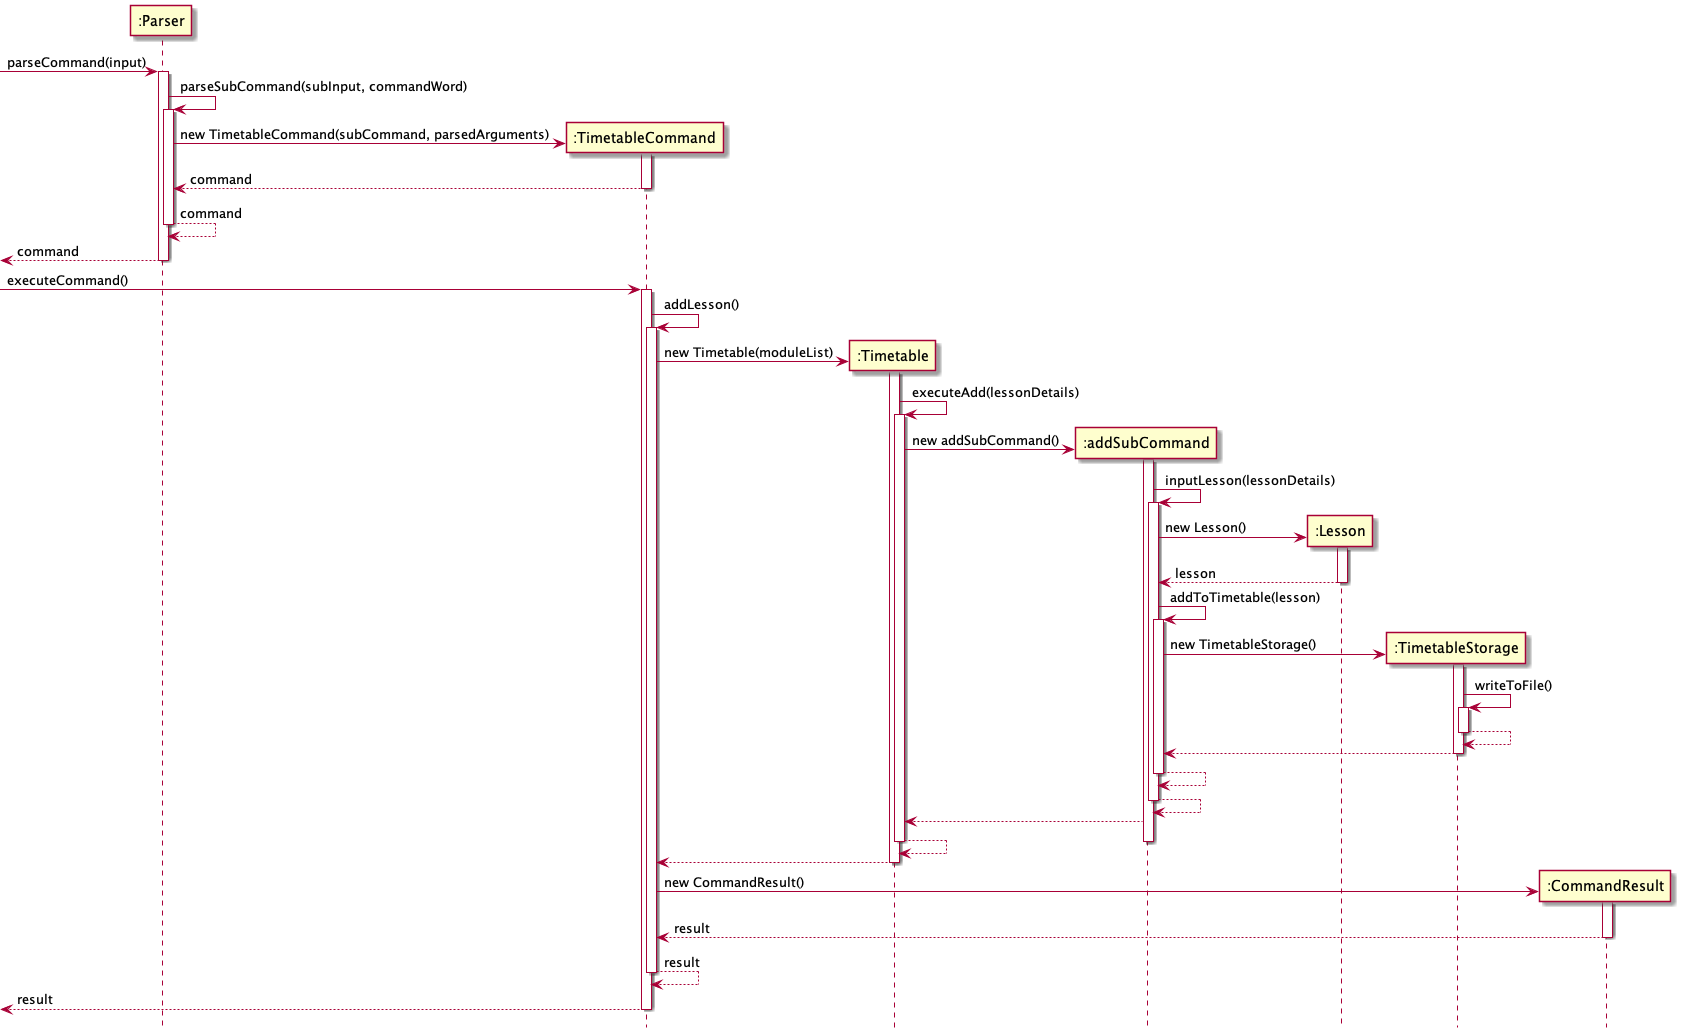 :Parser
parseCommand(input)
parseSubCommand(subInput, commandWord)
new TimetableCommand(subCommand, parsedArguments)
:TimetableCommand
command
command
command
executeCommand()
addLesson()
new Timetable(moduleList)
:Timetable
executeAdd(lessonDetails)
new addSubCommand()
:addSubCommand
inputLesson(lessonDetails)
new Lesson()
:Lesson
lesson
addToTimetable(lesson)
new TimetableStorage()
:TimetableStorage
writeToFile()
new CommandResult()
:CommandResult
result
result
result